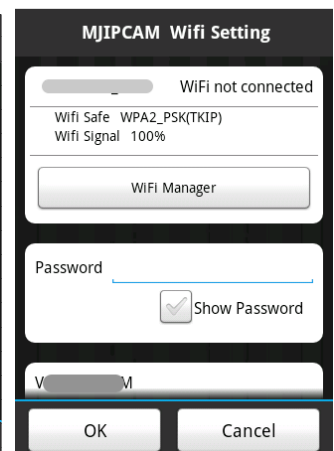 MJIPCAM Wifi Setting
WiFi not connected
Wifi Safe WPA2_PSK(TKIP)
Wifi Signal 100%
WiFi Manager
Password
Show Password
OK Cancel